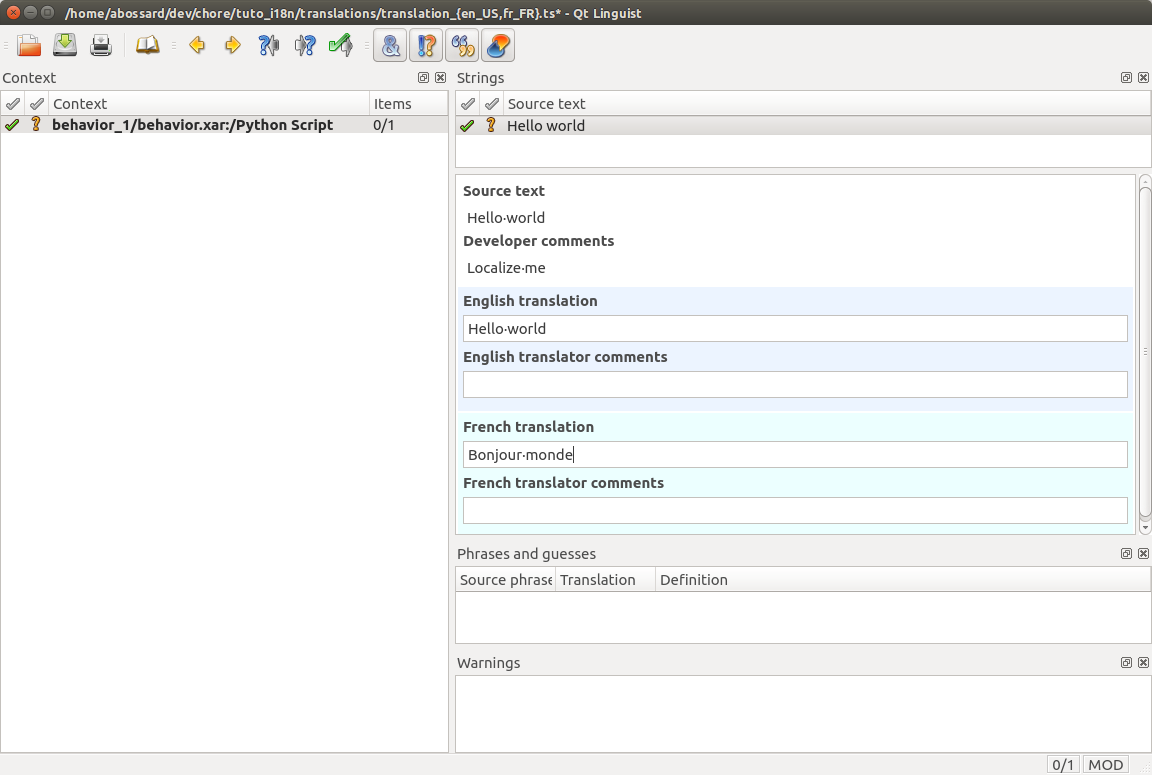 /home/abossard/dev/chore/tuto_i18n/translations/translation_{en_US,fr_FR}.ts* - Qt Linguist
Context
Context Items
behavior_1/behavior.xar:/Python Script 0/1
Strings
Source text
Hello world
Source text
Hello·world
Developer comments
Localize·me
English translation
Hello·world
English translator comments
French translation
Bonjour·monde
French translator comments
Phrases and guesses
Source phrase Translation Definition
Warnings
0/1 MOD